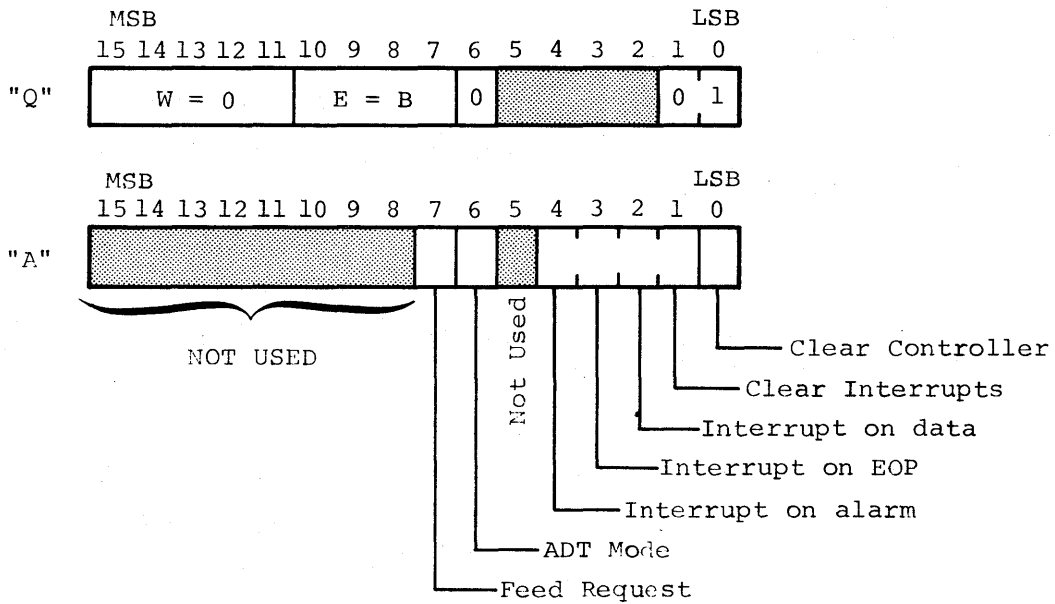 MSB LSB
15 14 13 12 11 10 9 8 7 6 5 4 3 2 1 0
"Q" W = 0 E = B 0 0 1
MSB LSB
15 14 13 12 11 10 9 8 7 6 5 4 3 2 1 0
"A"
NOT USED
Not Used
Clear Controller
Clear Interrupts
Interrupt on data
Interrupt on EOP
Interrupt on alarm
ADT Mode
Feed Request